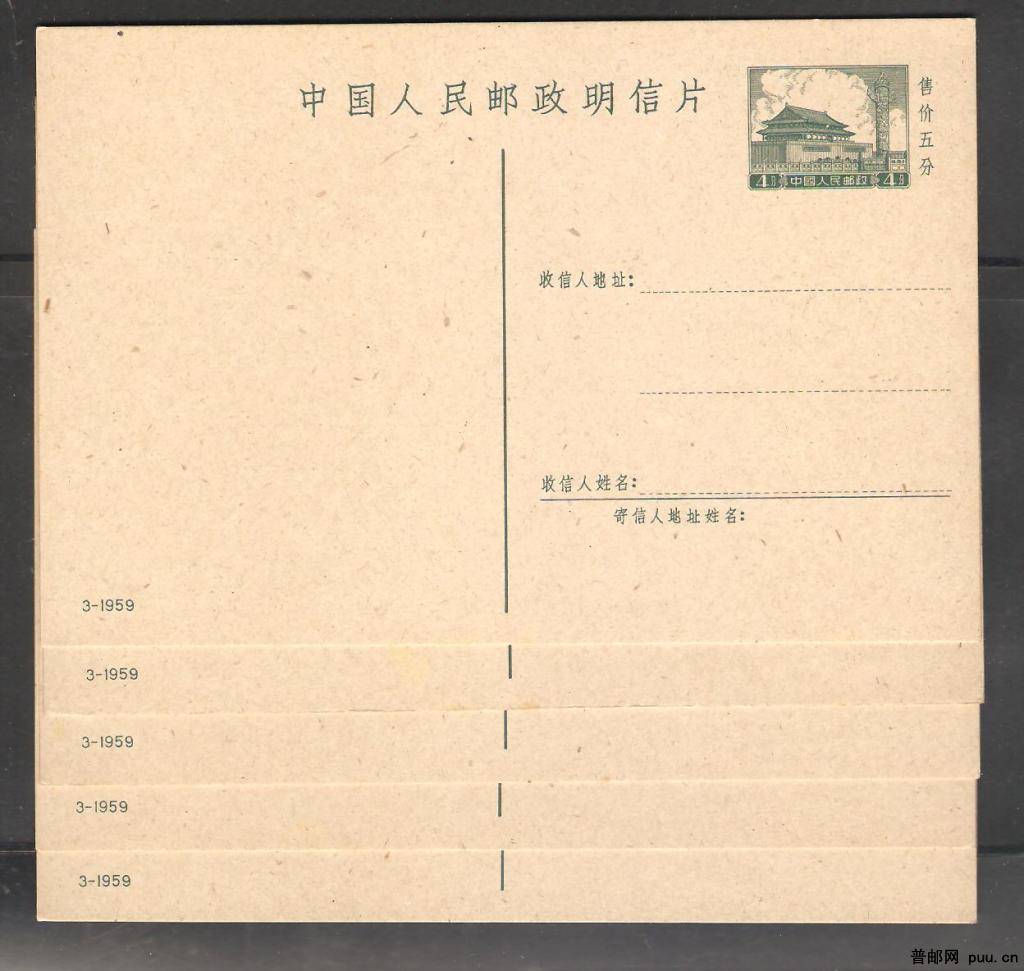 中国人民邮政明信片
售价五分
4分 中國人民邮政 4分
收信人地址:
收信人姓名:
寄信人地址姓名:
3-1959
3-1959
3-1959
3-1959
3-1959
普邮网 puu.cn